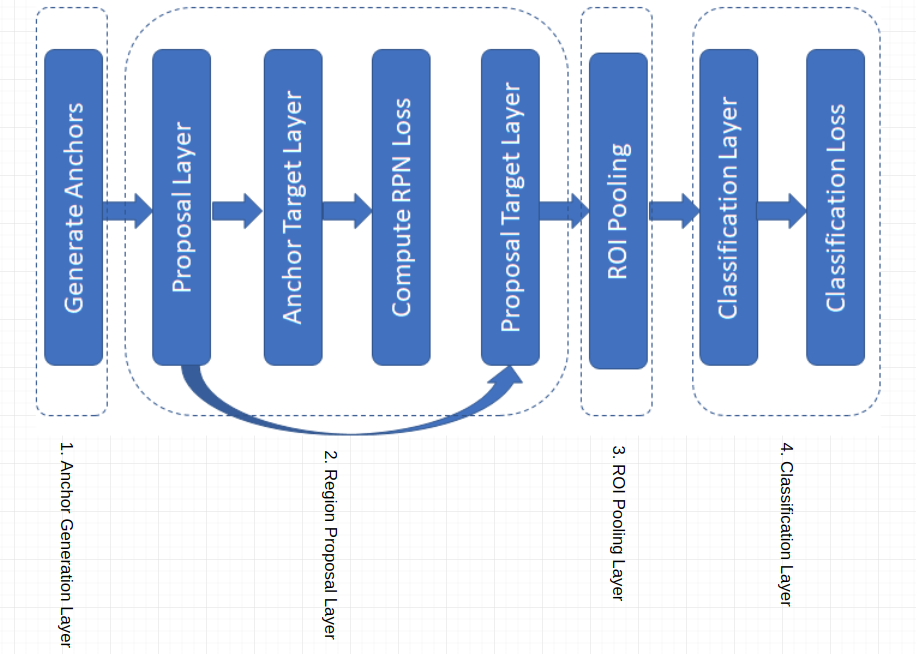 Generate Anchors
Proposal Layer
Anchor Target Layer
Compute RPN Loss
Proposal Target Layer
ROI Pooling
Classification Layer
Classification Loss
1. Anchor Generation Layer
2. Region Proposal Layer
3. ROI Pooling Layer
4. Classification Layer